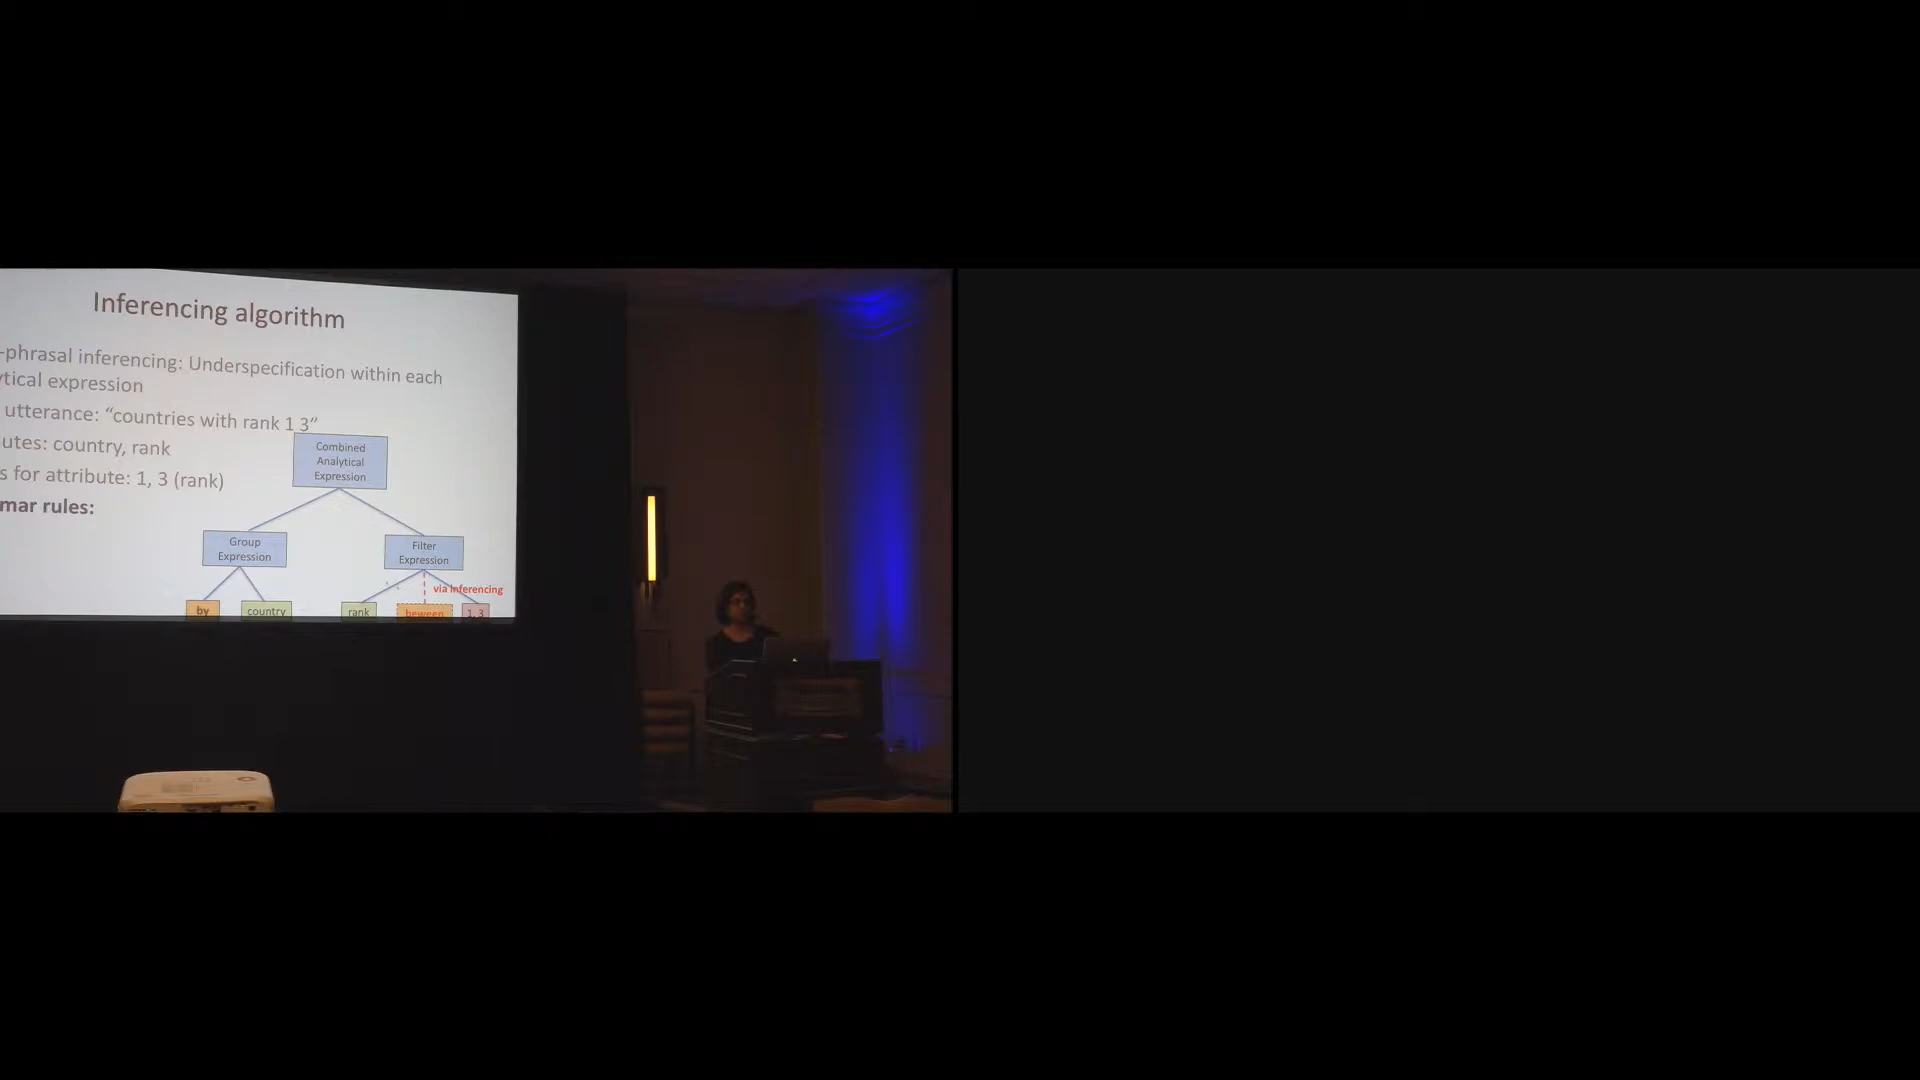 Inferencing algorithm
-phrasal inferencing: Underspecification within each
ytical expression
utterance: “countries with rank 1 3”
utes: country, rank
s for attribute: 1, 3 (rank)
mar rules:
Combined
Analytical
Expression
Group
Expression
Filter
Expression
via inferencing
by
country
rank
beween
1, 3